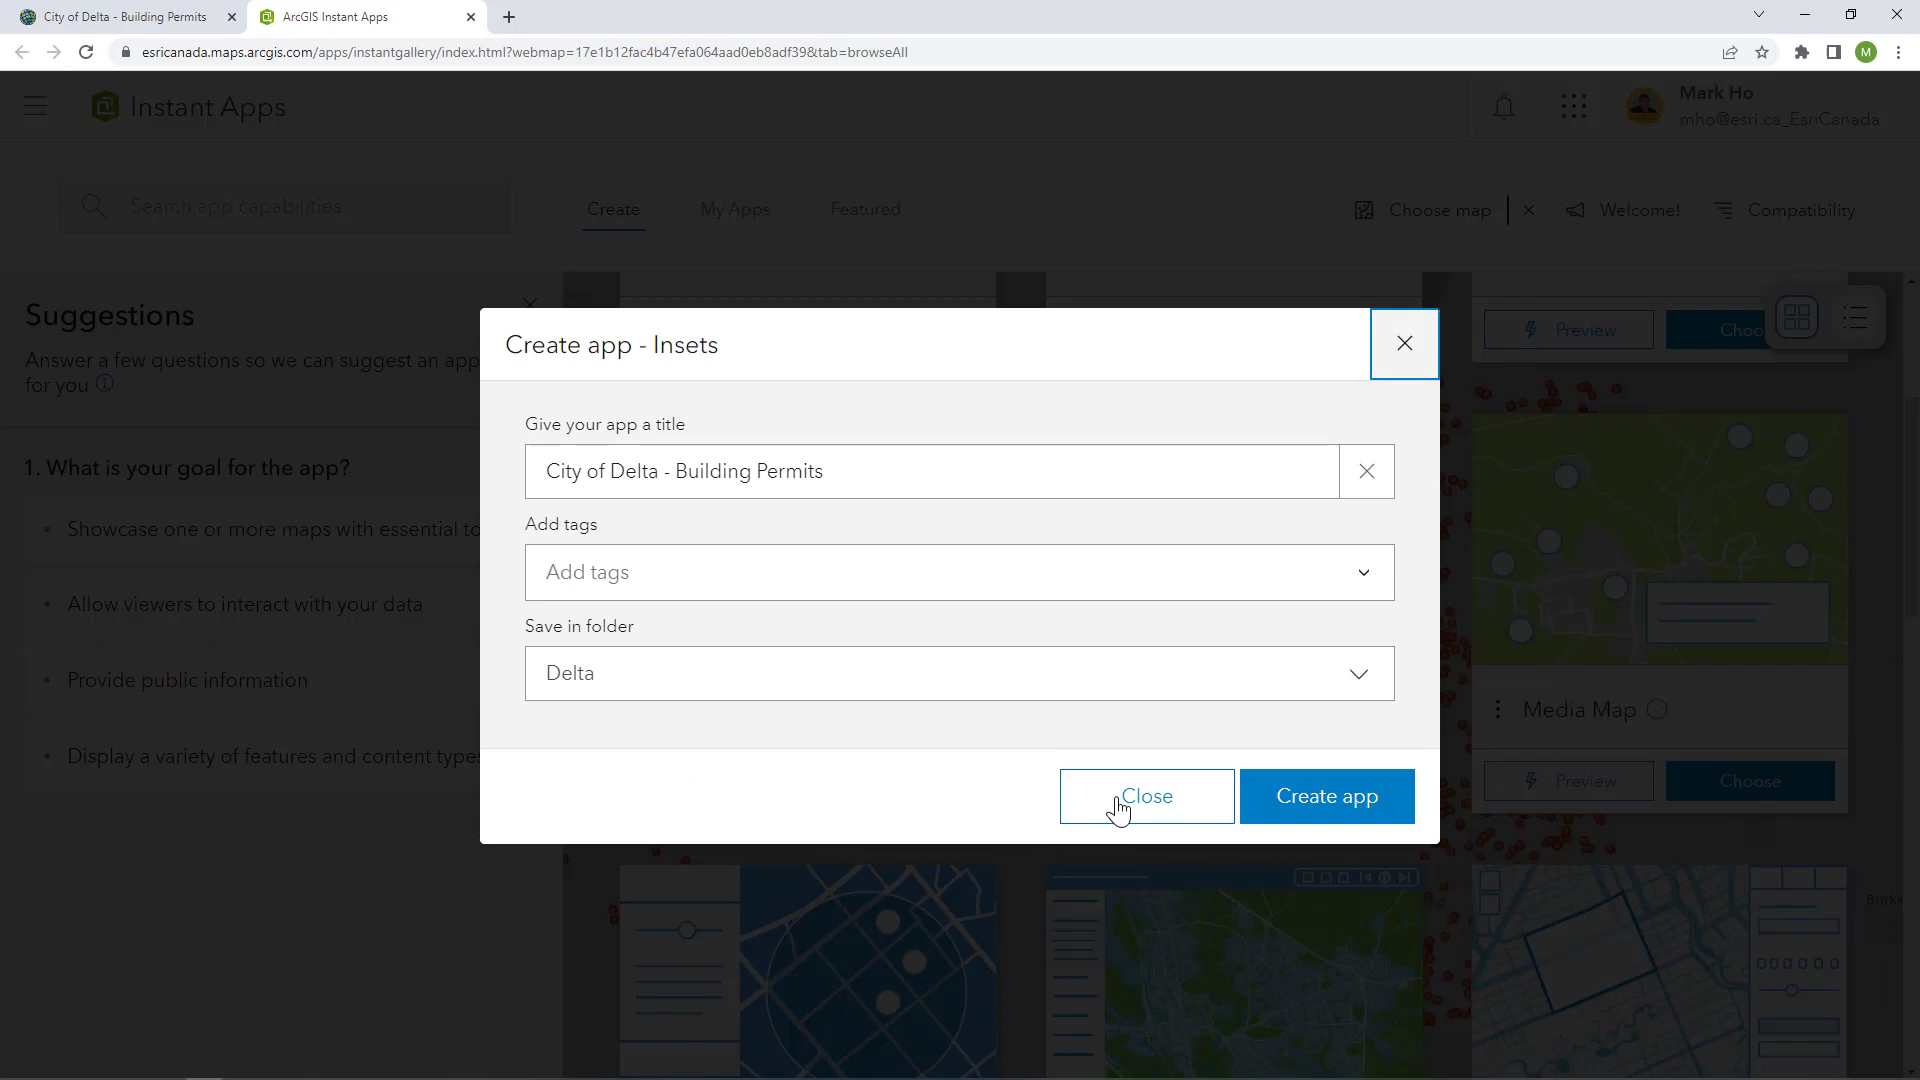 City of Delta - Building Permits
ArcGIS Instant Apps
esricanada.maps.arcgis.com/apps/instantgallery/index.html?webmap=17e1b12fac4b47efa064aad0eb8adf39&tab=browseAll
M
Instant Apps
Mark Ho
mho@esri.ca_EsriCanada
Search app capabilities
Create
My Apps
Featured
Choose map
Welcome!
Compatibility
Suggestions
Answer a few questions so we can suggest an app
for you
1. What is your goal for the app?
Showcase one or more maps with essential to
Allow viewers to interact with your data
Provide public information
Display a variety of features and content types
Preview
Choo
Create app - Insets
Give your app a title
City of Delta - Building Permits
Add tags
Add tags
Save in folder
Delta
Close
Create app
Media Map
Preview
Choose
Burke